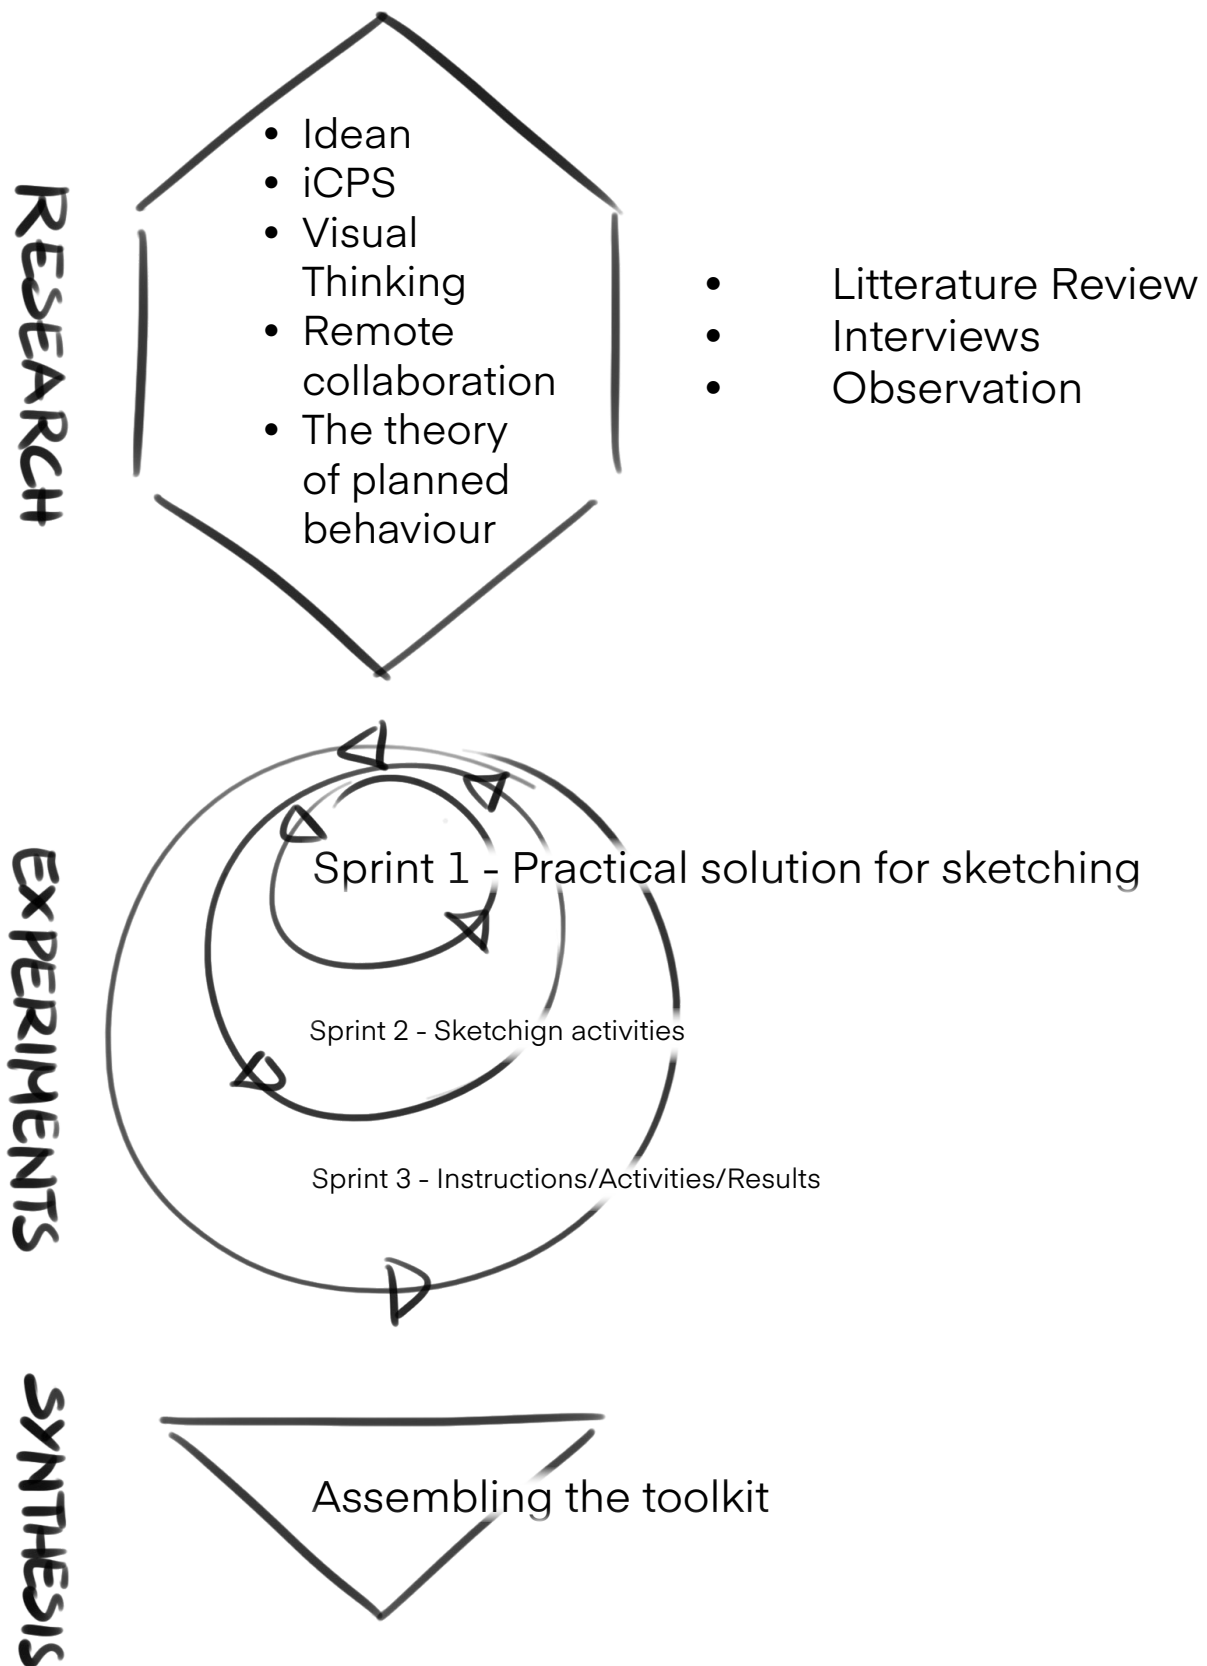 RESEARCH
• Idean
• iCPS
• Visual
Thinking
• Remote
collaboration
• The theory
of planned
behaviour
• Litterature Review
• Interviews
• Observation
EXPERIMENTS
Sprint 1 - Practical solution for sketching
Sprint 2 - Sketchign activities
Sprint 3 - Instructions/Activities/Results
SYNTHESIS
Assembling the toolkit